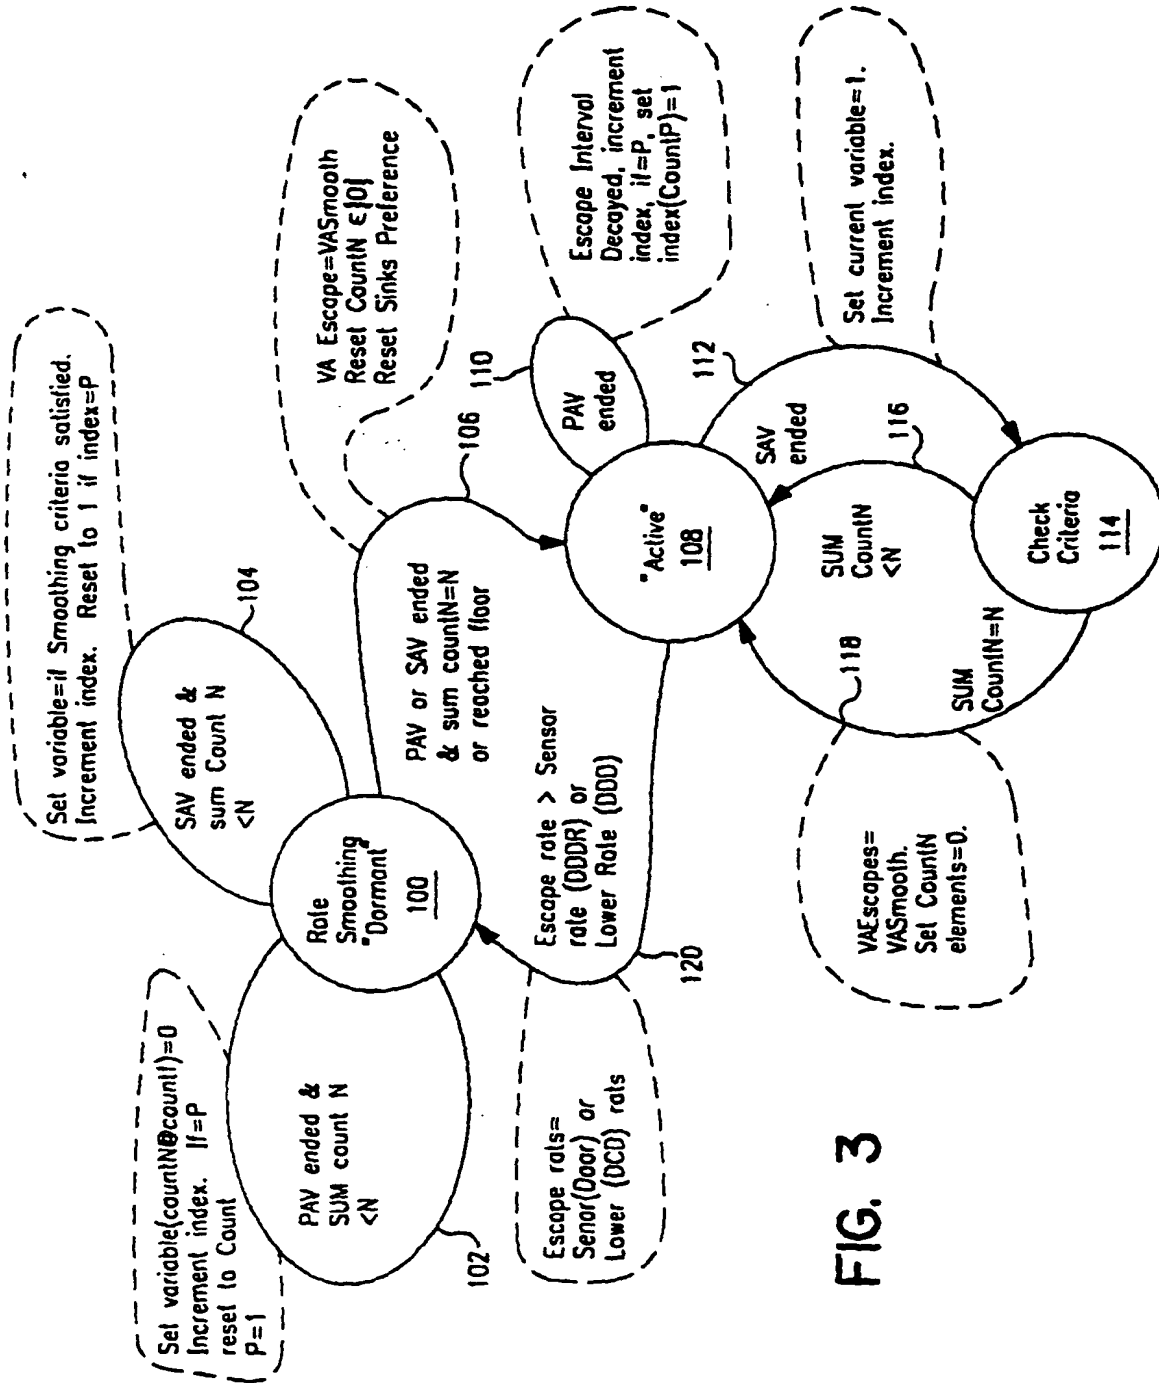 Set variable(countN@count1)=0
Increment index.  If=P
reset to Count
P=1
PAV ended &
SUM count N
<N
102
Set variable=if Smoothing criteria satisfied.
Increment index.  Reset to 1 if index=P
SAV ended &
sum Count N
<N
104
Rate
Smoothing
"Dormant"
100
VA Escape=VASmooth
Reset CountN ε{0}
Reset Sinks Preference
106
PAV or SAV ended
& sum countN=N
or reached floor
Escape rate > Sensor
rate (DDDR) or
Lower Rate (DDD)
120
Escape rats=
Senor(Door) or
Lower (DCD) rats
"Active"
108
PAV
ended
110
Escape Interval
Decayed, increment
index, if=P, set
index(CountP)=1
112
SAV
ended
116
Set current variable=1.
Increment index.
SUM
CountN
<N
Check
Criteria
114
118
SUM
CountN=N
VAEscapes=
VASmooth.
Set CountN
elements=0.
FIG. 3